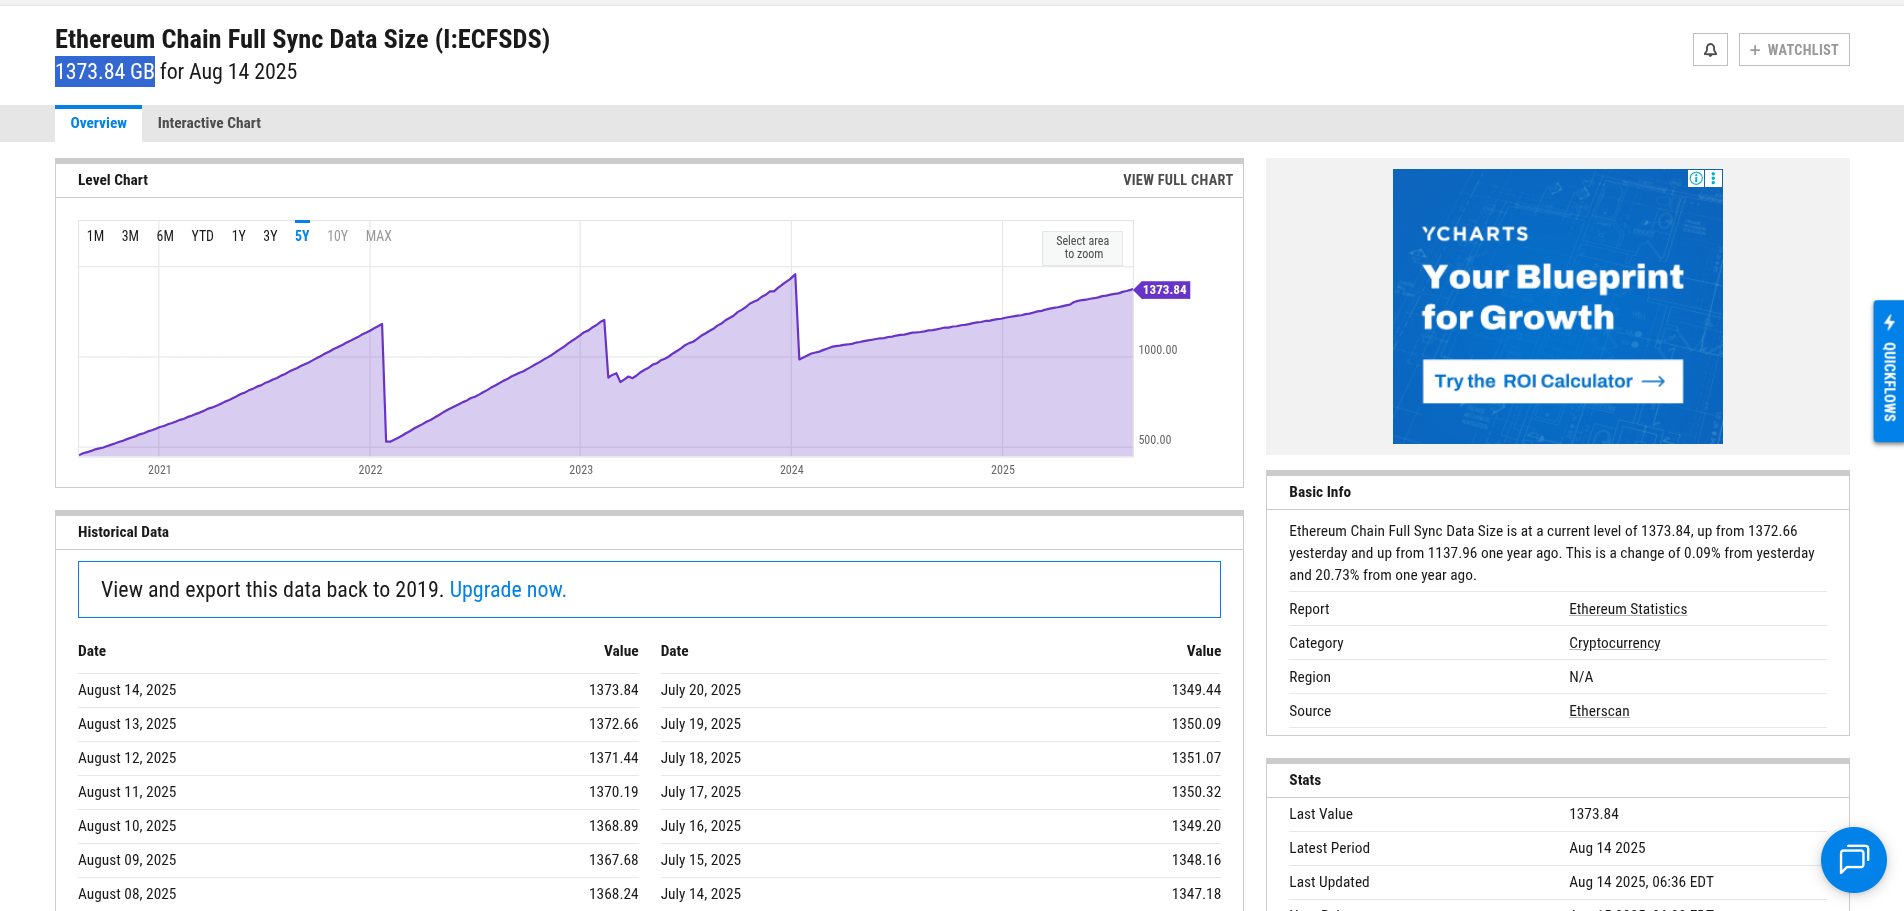 Ethereum Chain Full Sync Data Size (I:ECFSDS)
1373.84 GB for Aug 14 2025
+ WATCHLIST
Overview
Interactive Chart
Level Chart
VIEW FULL CHART
1M 3M 6M YTD 1Y 3Y 5Y 10Y MAX
Select area
to zoom
1373.84
1000.00
500.00
2021 2022 2023 2024 2025
Historical Data
View and export this data back to 2019. Upgrade now.
Date Value Date Value
August 14, 2025 1373.84 July 20, 2025 1349.44
August 13, 2025 1372.66 July 19, 2025 1350.09
August 12, 2025 1371.44 July 18, 2025 1351.07
August 11, 2025 1370.19 July 17, 2025 1350.32
August 10, 2025 1368.89 July 16, 2025 1349.20
August 09, 2025 1367.68 July 15, 2025 1348.16
August 08, 2025 1368.24 July 14, 2025 1347.18
YCHARTS
Your Blueprint
for Growth
Try the ROI Calculator →
QUICKFLOWS
Basic Info
Ethereum Chain Full Sync Data Size is at a current level of 1373.84, up from 1372.66
yesterday and up from 1137.96 one year ago. This is a change of 0.09% from yesterday
and 20.73% from one year ago.
Report Ethereum Statistics
Category Cryptocurrency
Region N/A
Source Etherscan
Stats
Last Value 1373.84
Latest Period Aug 14 2025
Last Updated Aug 14 2025, 06:36 EDT